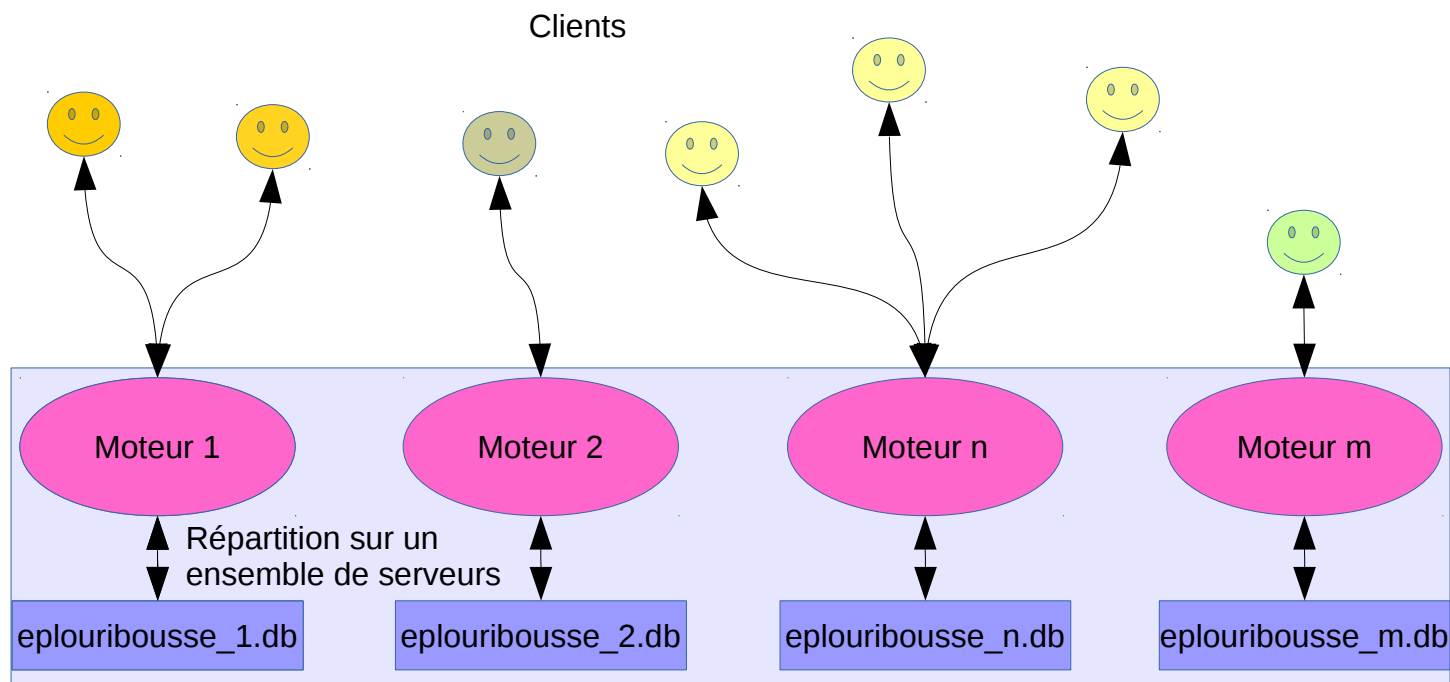 Clients
Moteur 1
Moteur 2
Moteur n
Moteur m
Répartition sur un
ensemble de serveurs
eplouribousse_1.db
eplouribousse_2.db
eplouribousse_n.db
eplouribousse_m.db